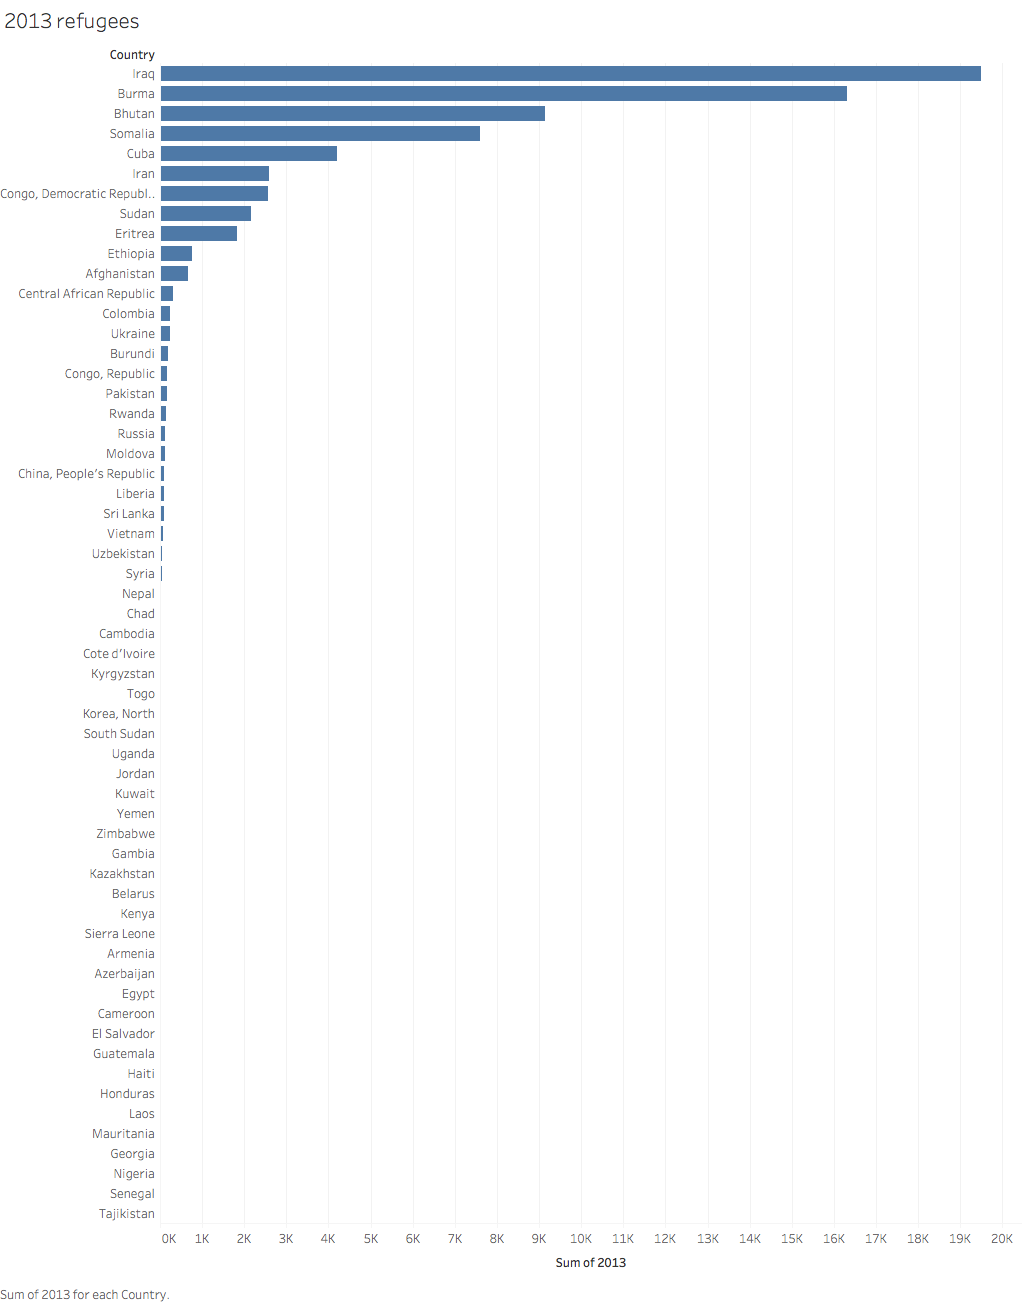 2013 refugees
Country
Iraq
Burma
Bhutan
Somalia
Cuba
Iran
Congo, Democratic Republ..
Sudan
Eritrea
Ethiopia
Afghanistan
Central African Republic
Colombia
Ukraine
Burundi
Congo, Republic
Pakistan
Rwanda
Russia
Moldova
China, People's Republic
Liberia
Sri Lanka
Vietnam
Uzbekistan
Syria
Nepal
Chad
Cambodia
Cote d'Ivoire
Kyrgyzstan
Togo
Korea, North
South Sudan
Uganda
Jordan
Kuwait
Yemen
Zimbabwe
Gambia
Kazakhstan
Belarus
Kenya
Sierra Leone
Armenia
Azerbaijan
Egypt
Cameroon
El Salvador
Guatemala
Haiti
Honduras
Laos
Mauritania
Georgia
Nigeria
Senegal
Tajikistan
0K 1K 2K 3K 4K 5K 6K 7K 8K 9K 10K 11K 12K 13K 14K 15K 16K 17K 18K 19K 20K
Sum of 2013
Sum of 2013 for each Country.